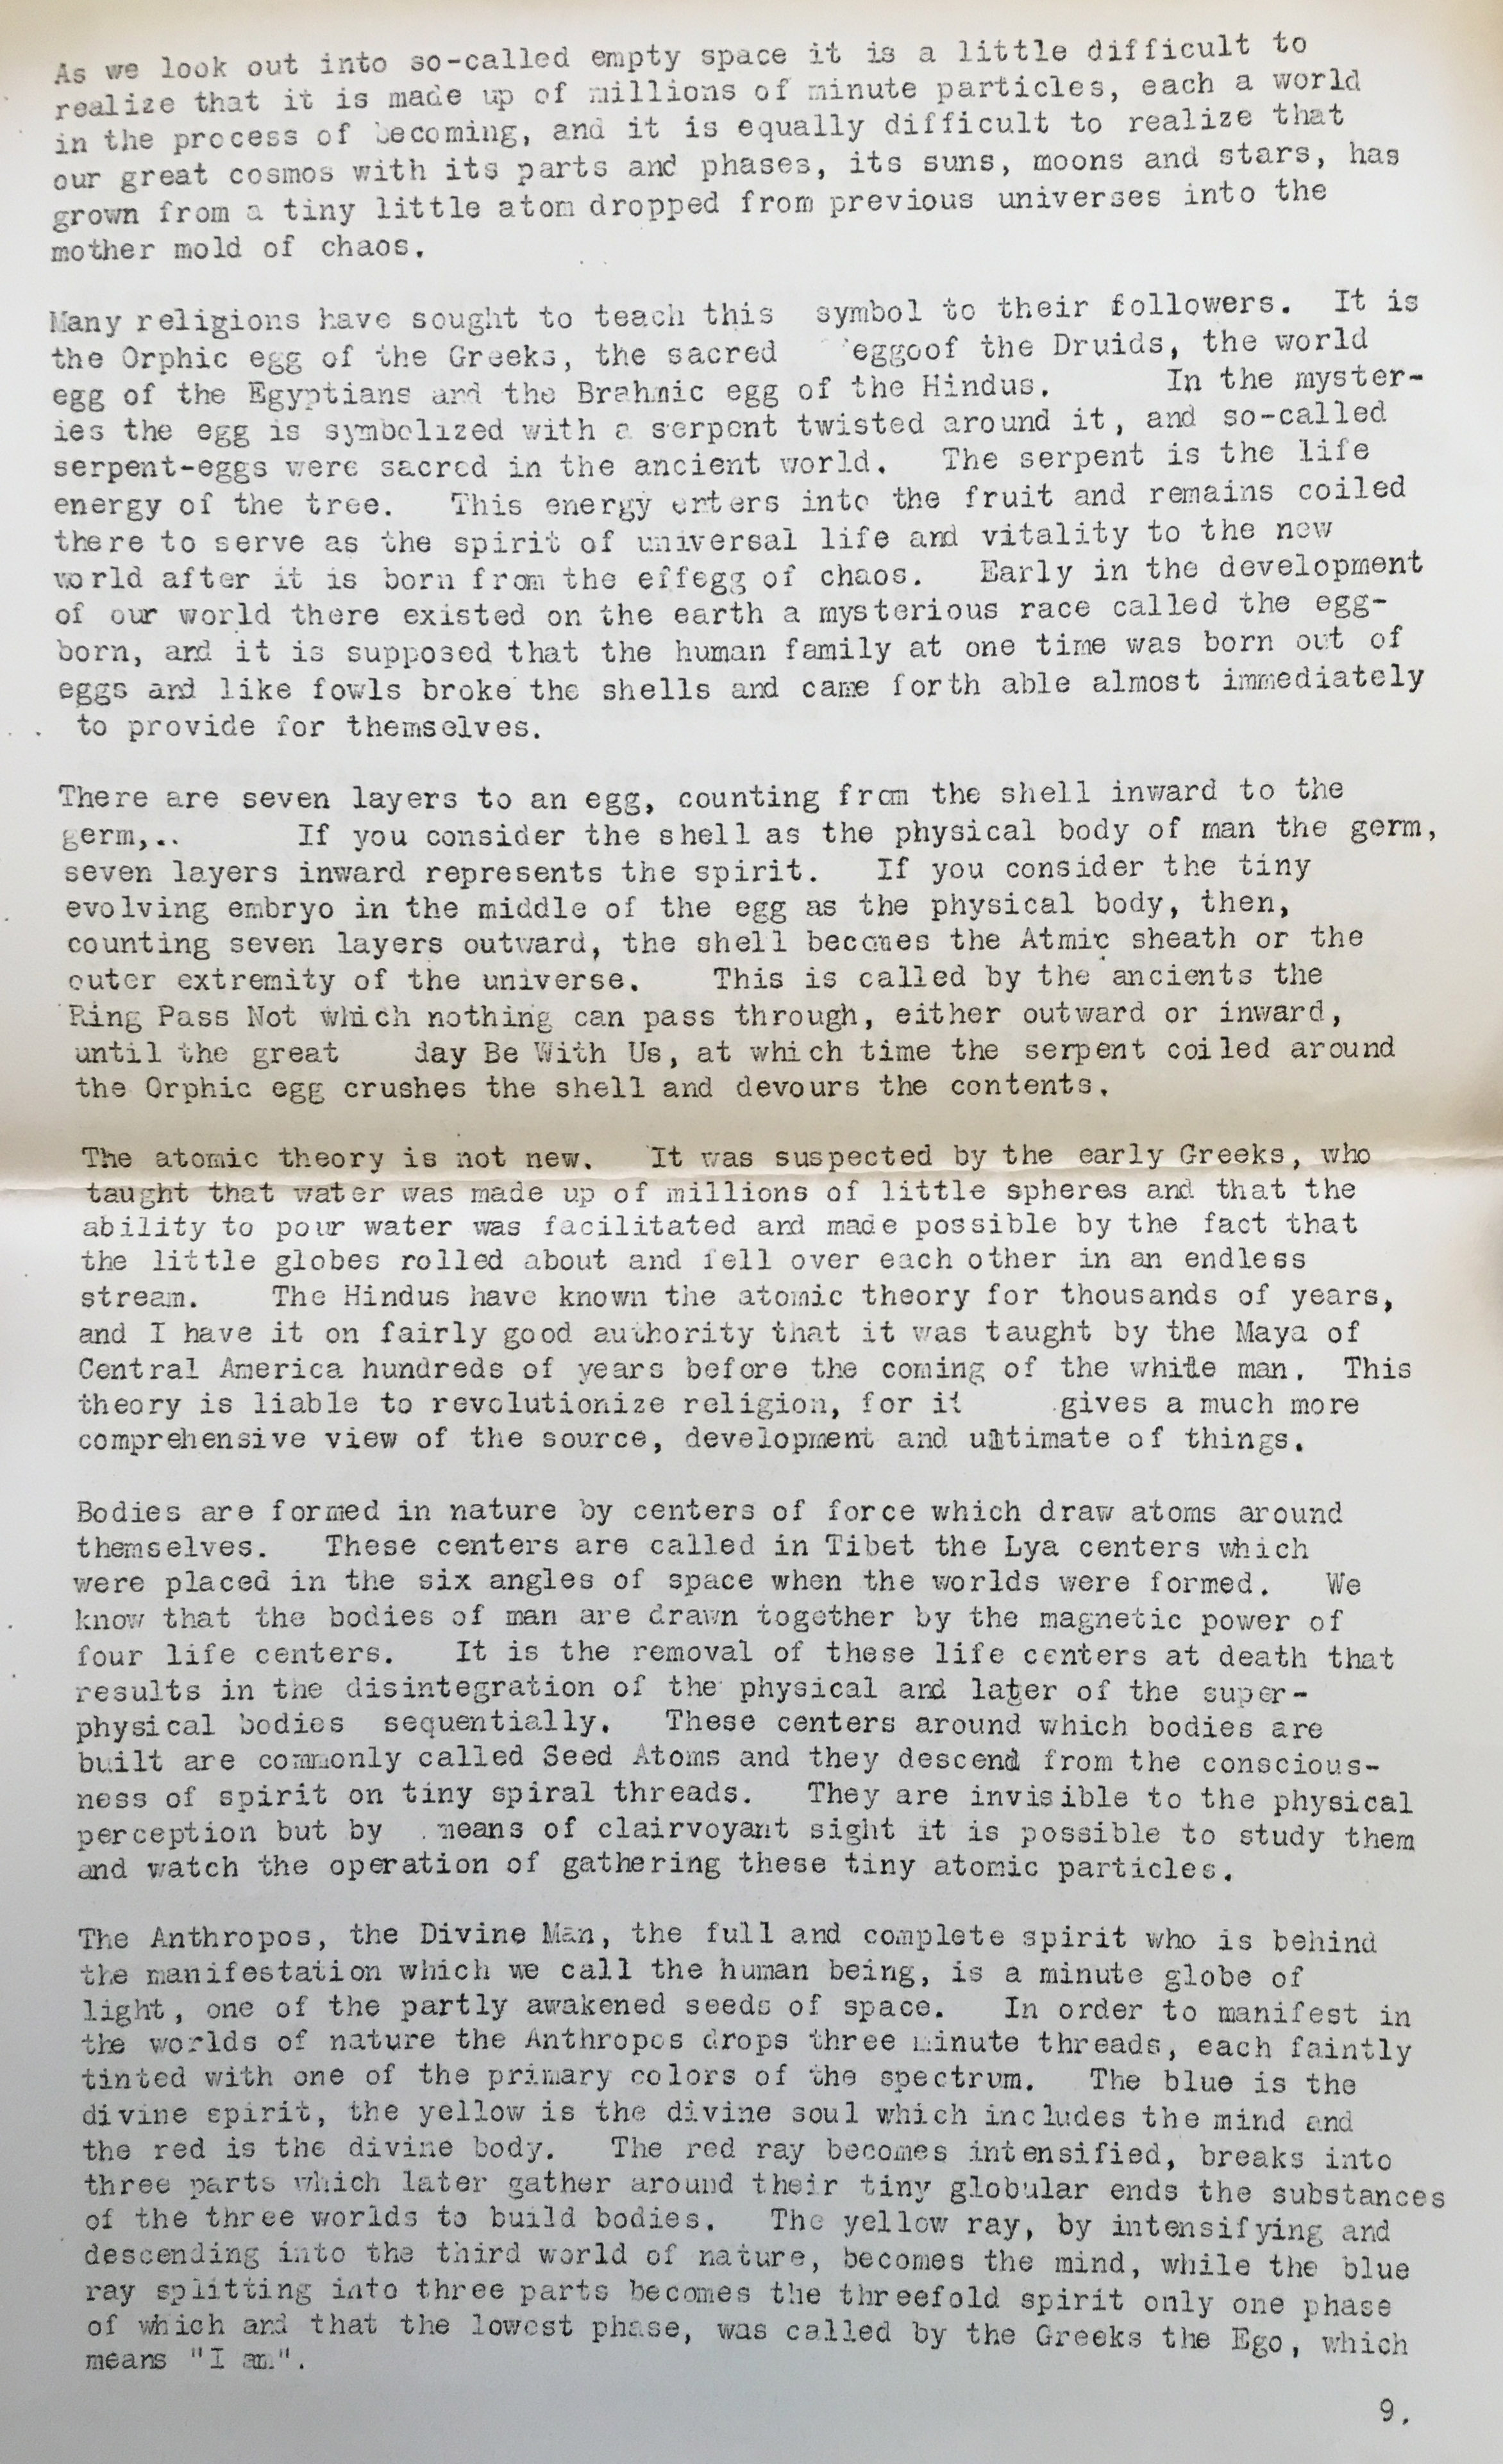 As we look out into so-called empty space it is a little difficult to
realize that it is made up of millions of minute particles, each a world
in the process of becoming, and it is equally difficult to realize that
our great cosmos with its parts and phases, its suns, moons and stars, has
grown from a tiny little atom dropped from previous universes into the
mother mold of chaos.

Many religions have sought to teach this symbol to their followers. It is
the Orphic egg of the Greeks, the sacred eggoof the Druids, the world
egg of the Egyptians and the Brahmic egg of the Hindus. In the myster-
ies the egg is symbolized with a serpent twisted around it, and so-called
serpent-eggs were sacred in the ancient world. The serpent is the life
energy of the tree. This energy enters into the fruit and remains coiled
there to serve as the spirit of universal life and vitality to the new
world after it is born from the effegg of chaos. Early in the development
of our world there existed on the earth a mysterious race called the egg-
born, and it is supposed that the human family at one time was born out of
eggs and like fowls broke the shells and came forth able almost immediately
to provide for themselves.

There are seven layers to an egg, counting from the shell inward to the
germ,.. If you consider the shell as the physical body of man the germ,
seven layers inward represents the spirit. If you consider the tiny
evolving embryo in the middle of the egg as the physical body, then,
counting seven layers outward, the shell becomes the Atmic sheath or the
outer extremity of the universe. This is called by the ancients the
Ring Pass Not which nothing can pass through, either outward or inward,
until the great day Be With Us, at which time the serpent coiled around
the Orphic egg crushes the shell and devours the contents.

The atomic theory is not new. It was suspected by the early Greeks, who
taught that water was made up of millions of little spheres and that the
ability to pour water was facilitated and made possible by the fact that
the little globes rolled about and fell over each other in an endless
stream. The Hindus have known the atomic theory for thousands of years,
and I have it on fairly good authority that it was taught by the Maya of
Central America hundreds of years before the coming of the white man. This
theory is liable to revolutionize religion, for it gives a much more
comprehensive view of the source, development and ultimate of things.

Bodies are formed in nature by centers of force which draw atoms around
themselves. These centers are called in Tibet the Lya centers which
were placed in the six angles of space when the worlds were formed. We
know that the bodies of man are drawn together by the magnetic power of
four life centers. It is the removal of these life centers at death that
results in the disintegration of the physical and later of the super-
physical bodies sequentially. These centers around which bodies are
built are commonly called Seed Atoms and they descend from the conscious-
ness of spirit on tiny spiral threads. They are invisible to the physical
perception but by means of clairvoyant sight it is possible to study them
and watch the operation of gathering these tiny atomic particles.

The Anthropos, the Divine Man, the full and complete spirit who is behind
the manifestation which we call the human being, is a minute globe of
light, one of the partly awakened seeds of space. In order to manifest in
the worlds of nature the Anthropos drops three minute threads, each faintly
tinted with one of the primary colors of the spectrum. The blue is the
divine spirit, the yellow is the divine soul which includes the mind and
the red is the divine body. The red ray becomes intensified, breaks into
three parts which later gather around their tiny globular ends the substances
of the three worlds to build bodies. The yellow ray, by intensifying and
descending into the third world of nature, becomes the mind, while the blue
ray splitting into three parts becomes the threefold spirit only one phase
of which and that the lowest phase, was called by the Greeks the Ego, which
means "I am".

9.